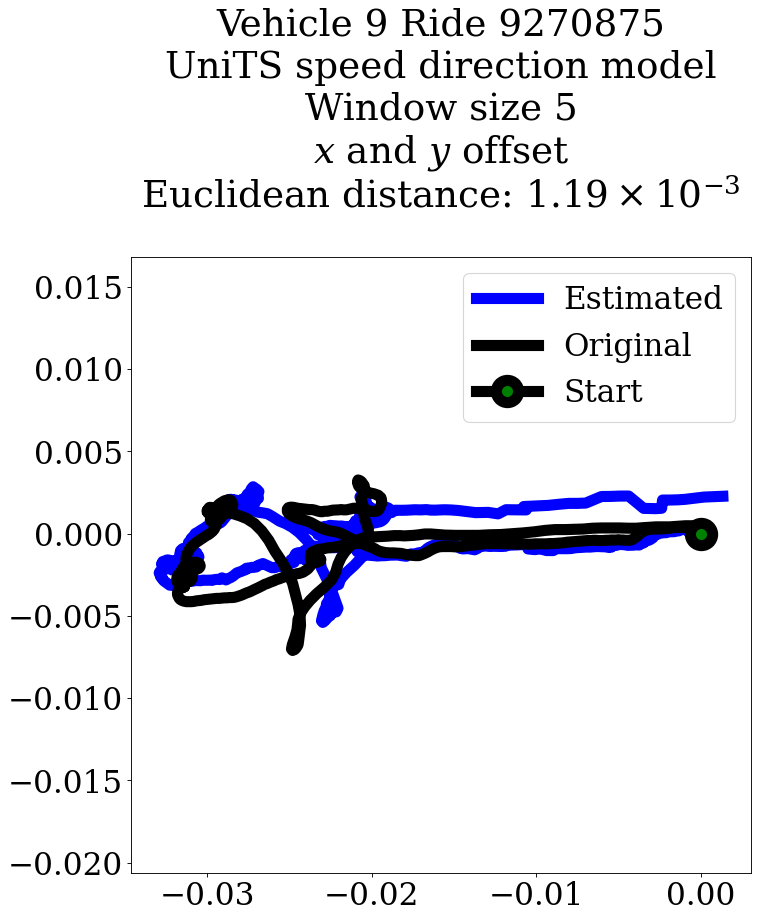 Vehicle 9 Ride 9270875
UniTS speed direction model
Window size 5
x and y offset
Euclidean distance: 1.19 × 10⁻³
Estimated
Original
Start
0.015
0.010
0.005
0.000
−0.005
−0.010
−0.015
−0.020
−0.03 −0.02 −0.01 0.00